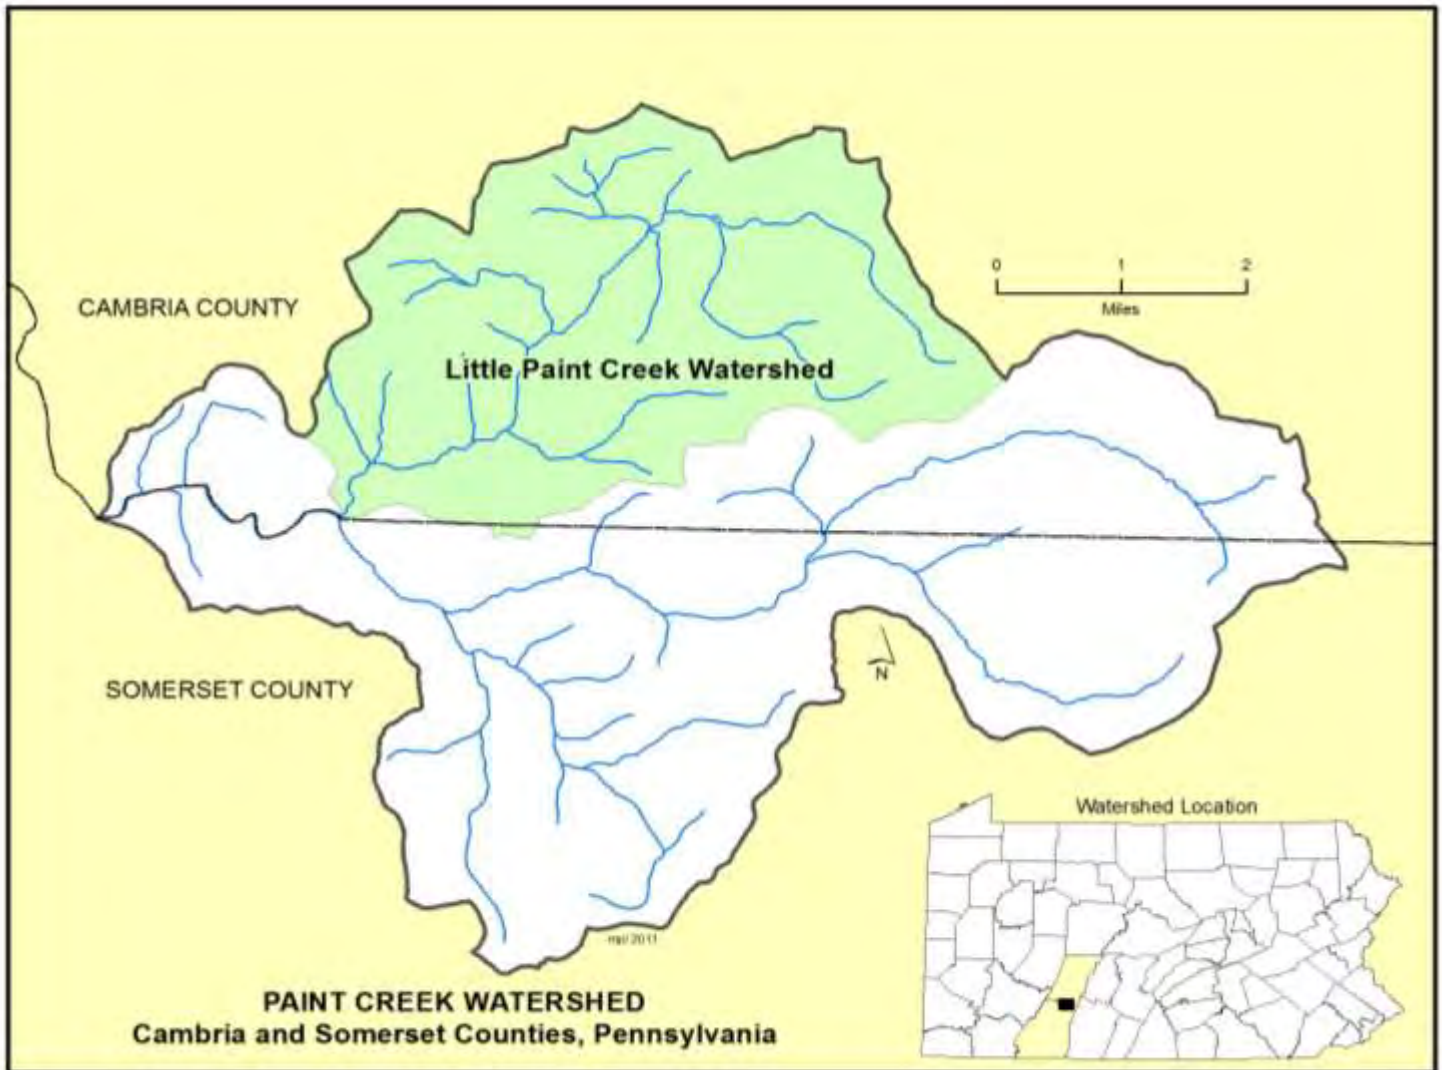 CAMBRIA COUNTY
0 1 2
Miles
Little Paint Creek Watershed
N
SOMERSET COUNTY
Watershed Location
2011
PAINT CREEK WATERSHED
Cambria and Somerset Counties, Pennsylvania